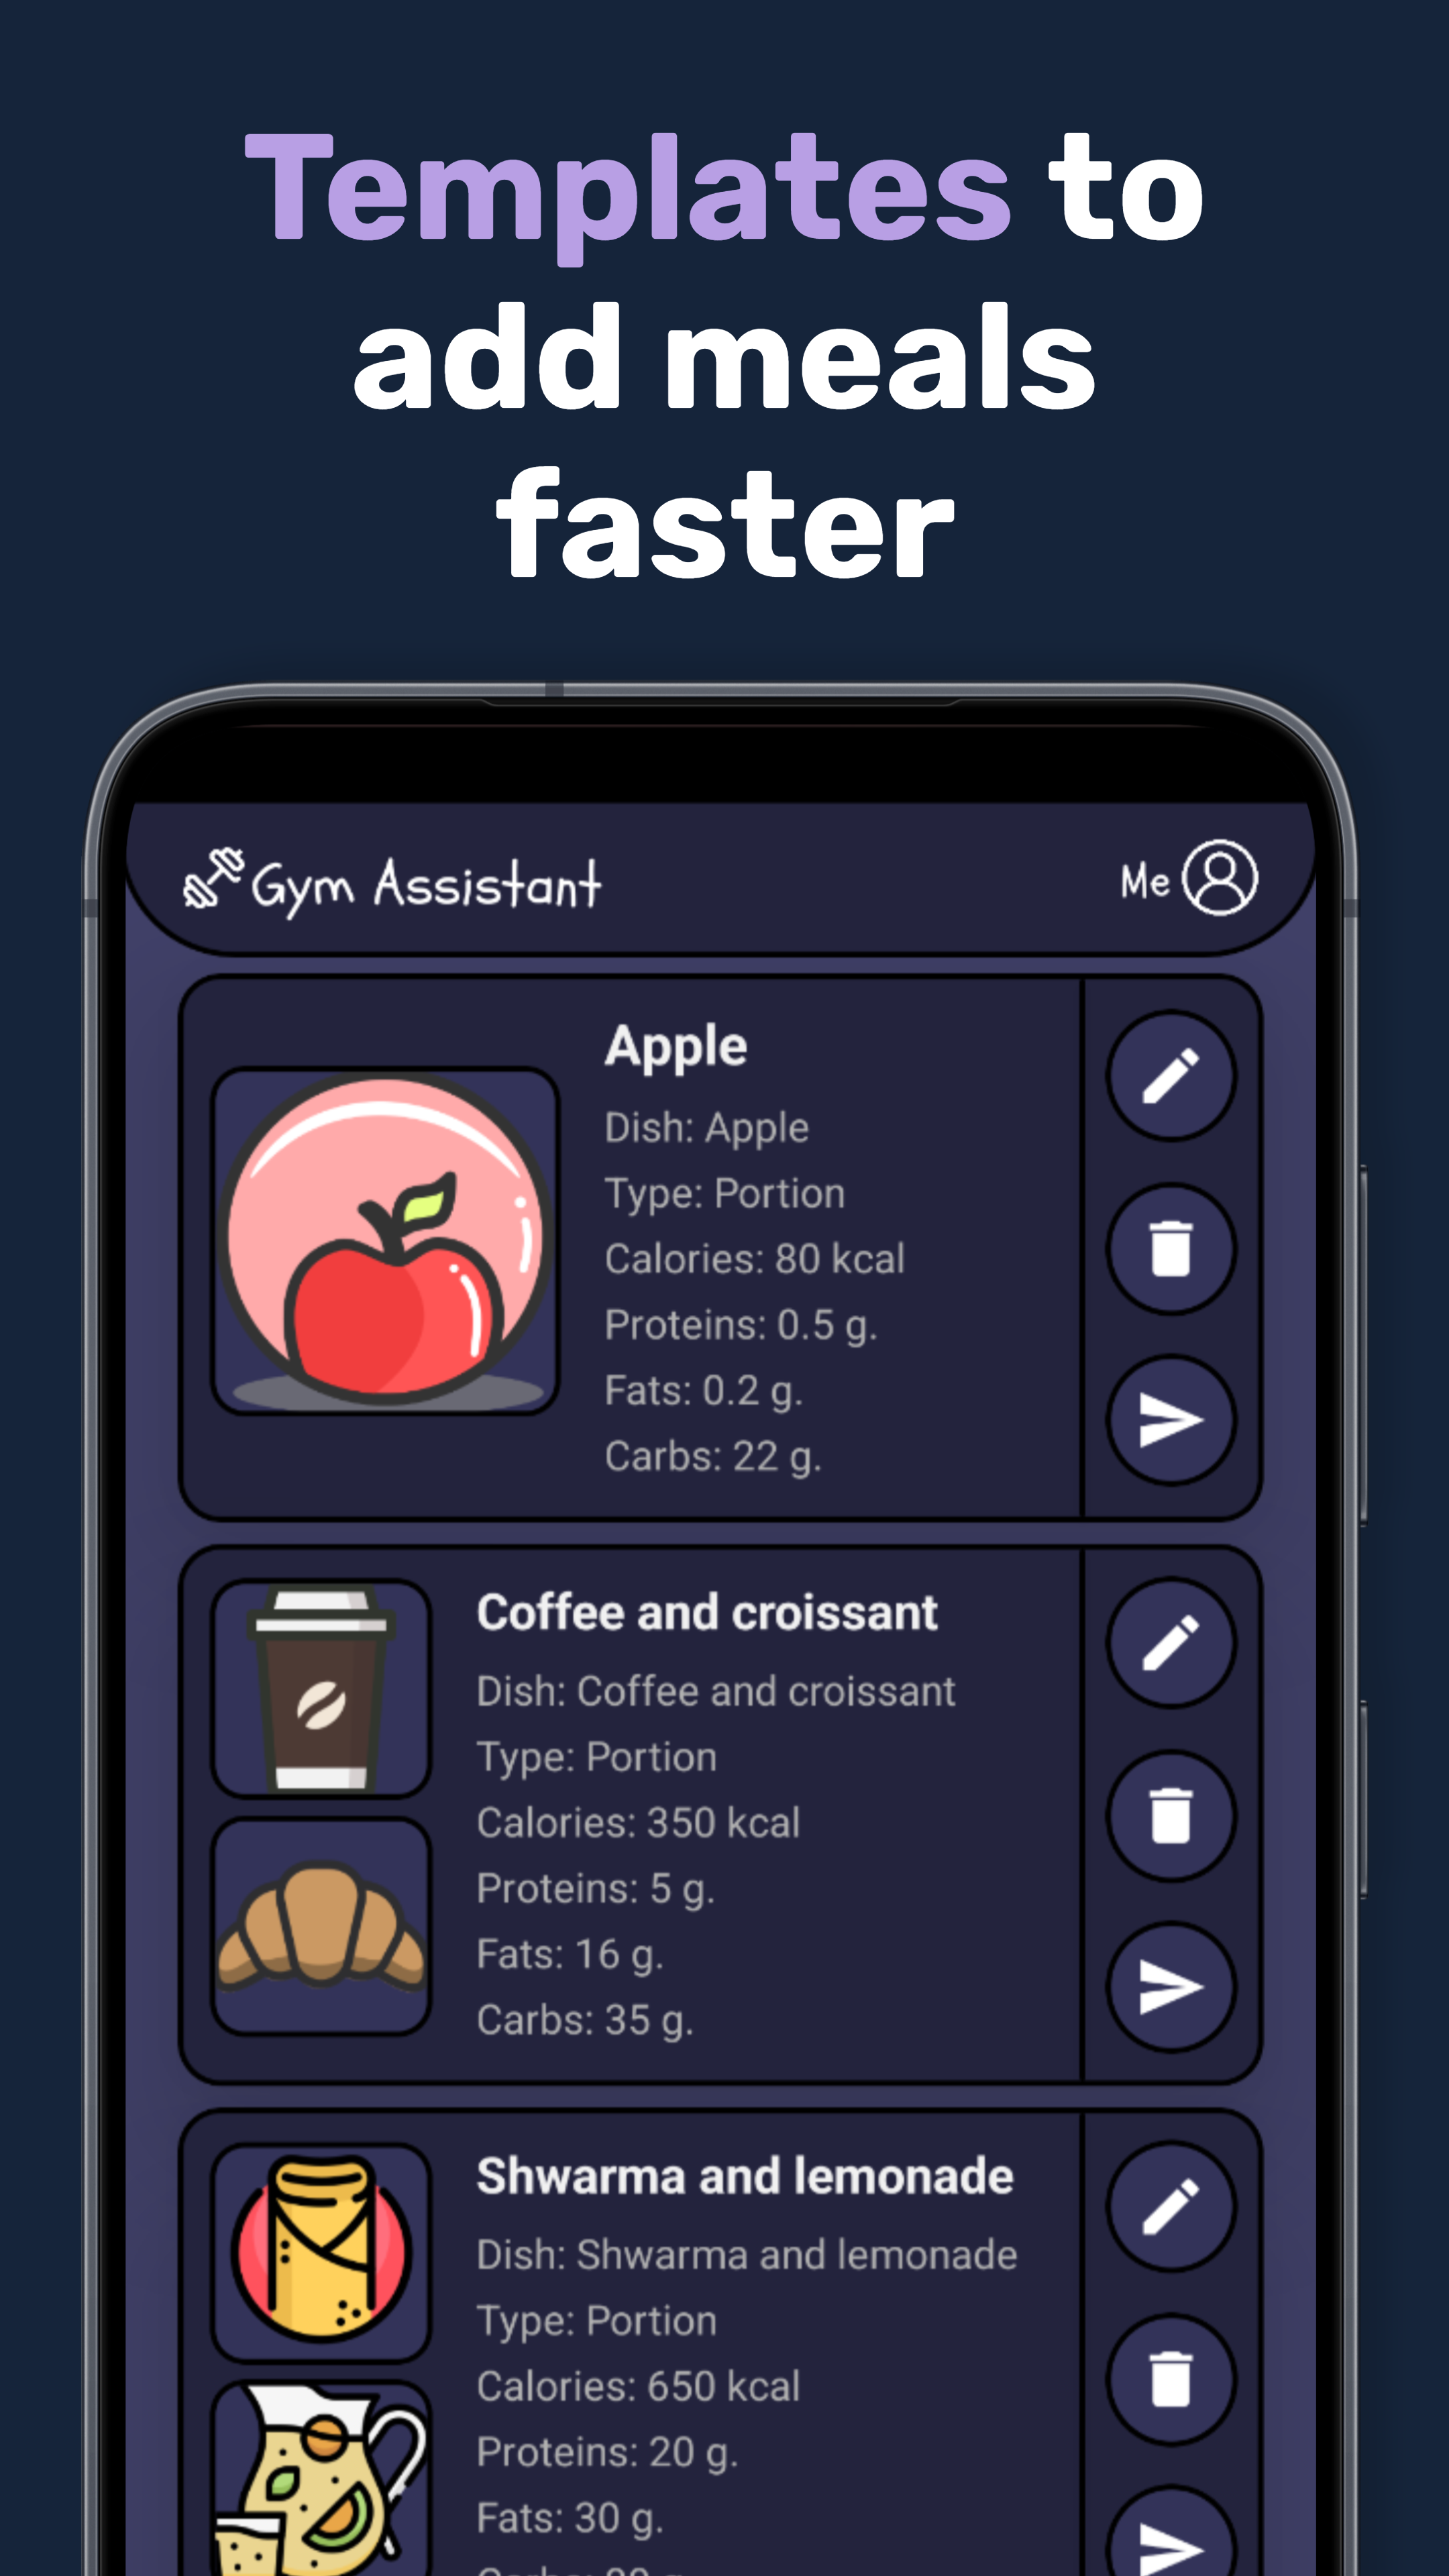 Templates to
add meals
faster
Gym Assistant
Me
Apple
Dish: Apple
Type: Portion
Calories: 80 kcal
Proteins: 0.5 g.
Fats: 0.2 g.
Carbs: 22 g.
Coffee and croissant
Dish: Coffee and croissant
Type: Portion
Calories: 350 kcal
Proteins: 5 g.
Fats: 16 g.
Carbs: 35 g.
Shwarma and lemonade
Dish: Shwarma and lemonade
Type: Portion
Calories: 650 kcal
Proteins: 20 g.
Fats: 30 g.